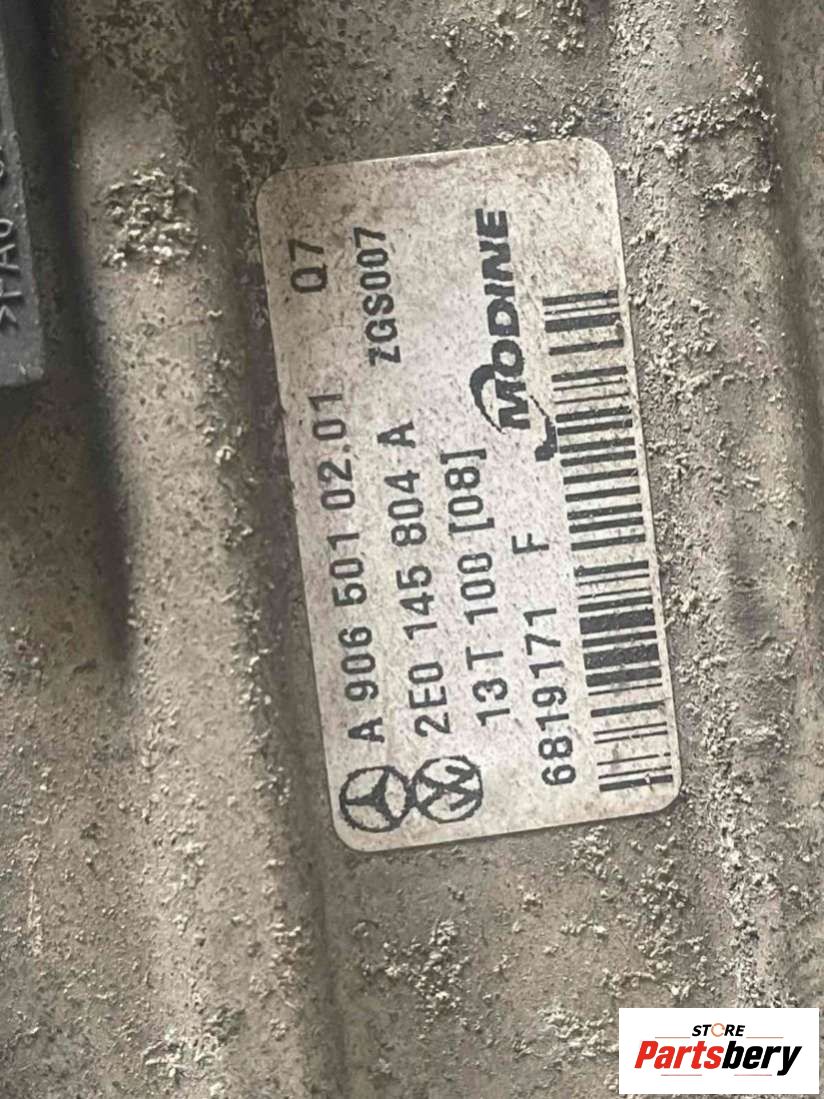 A 906 501 02.01 Q7
2E0 145 804 A ZGS007
13T 100 [08]
MODINE
6819171 F
STORE
Partsbery